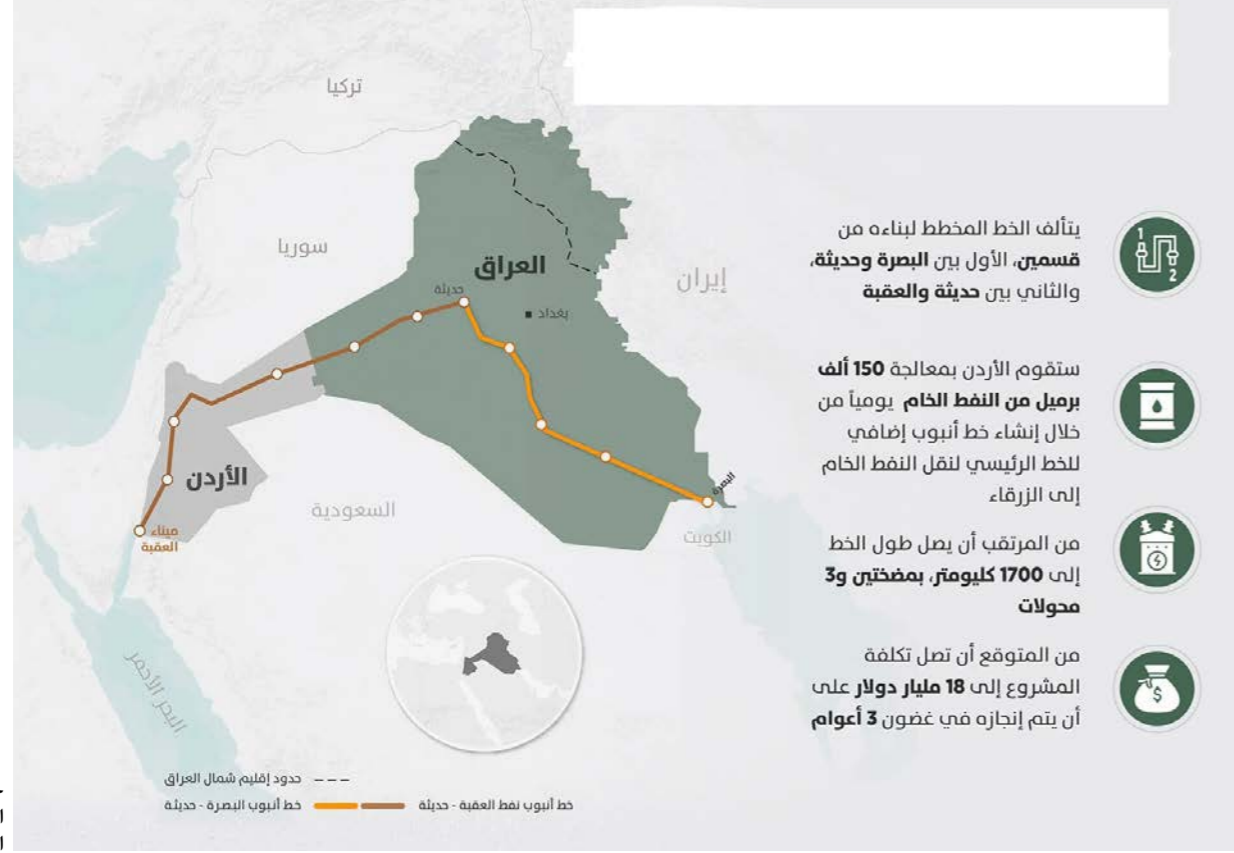 تركيا
سوريا
العراق
إيران
حديثة
بغداد
الأردن
السعودية
البصرة
الكويت
ميناء
العقبة
البحر الأحمر
يتألف الخط المخطط لبناءه من
قسمين، الأول بين البصرة وحديثة،
والثاني بين حديثة والعقبة
1
2
ستقوم الأردن بمعالجة 150 ألف
برميل من النفط الخام يومياً من
خلال إنشاء خط أنبوب إضافي
للخط الرئيسي لنقل النفط الخام
إلى الزرقاء
من المرتقب أن يصل طول الخط
إلى 1700 كليومتر، بمضختين و3
محولات
من المتوقع أن تصل تكلفة
المشروع إلى 18 مليار دولار على
أن يتم إنجازه في غضون 3 أعوام
$
حدود إقليم شمال العراق
خط أنبوب نفط العقبة - حديثة
خط أنبوب البصرة - حديثة